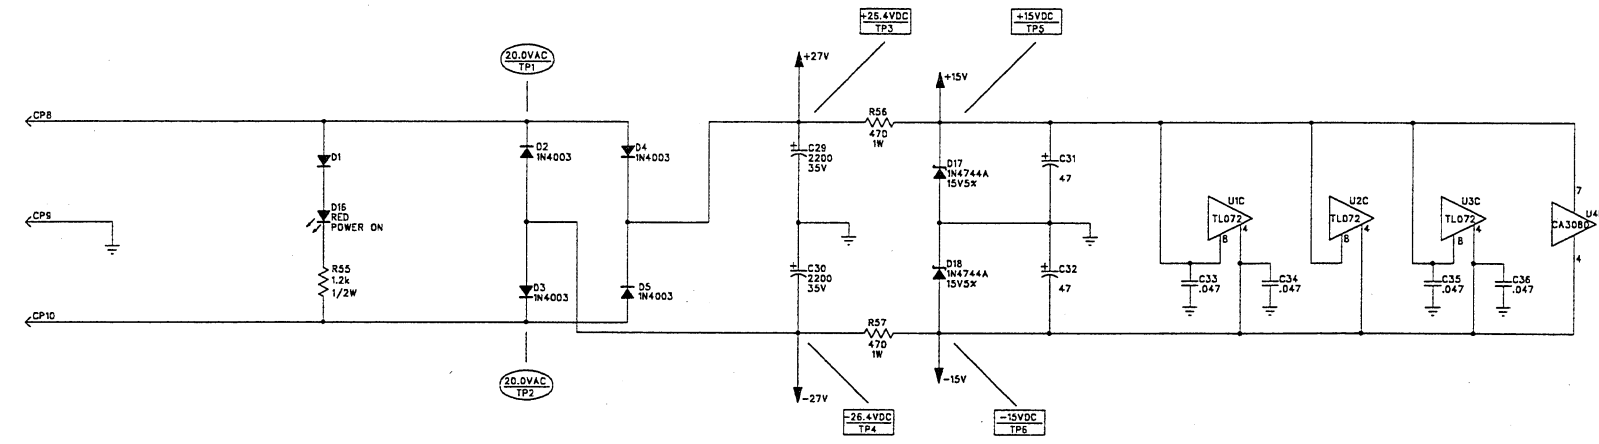 +25.4VDC
TP3
+15VDC
TP5
20.0VAC
TP1
+27V
+15V
CP8
R56
470
1W
D1
D2
1N4003
D4
1N4003
C29
2200
35V
D17
1N4744A
15V5%
C31
47
CP9
D16
RED
POWER ON
U1C
TL072
4
8
U2C
TL072
4
8
U3C
TL072
4
8
7
U4
CA3080
4
R55
1.2k
1/2W
D3
1N4003
D5
1N4003
C30
2200
35V
D18
1N4744A
15V5%
C32
47
C33
.047
C34
.047
C35
.047
C36
.047
CP10
R57
470
1W
20.0VAC
TP2
-27V
-15V
-26.4VDC
TP4
-15VDC
TP6